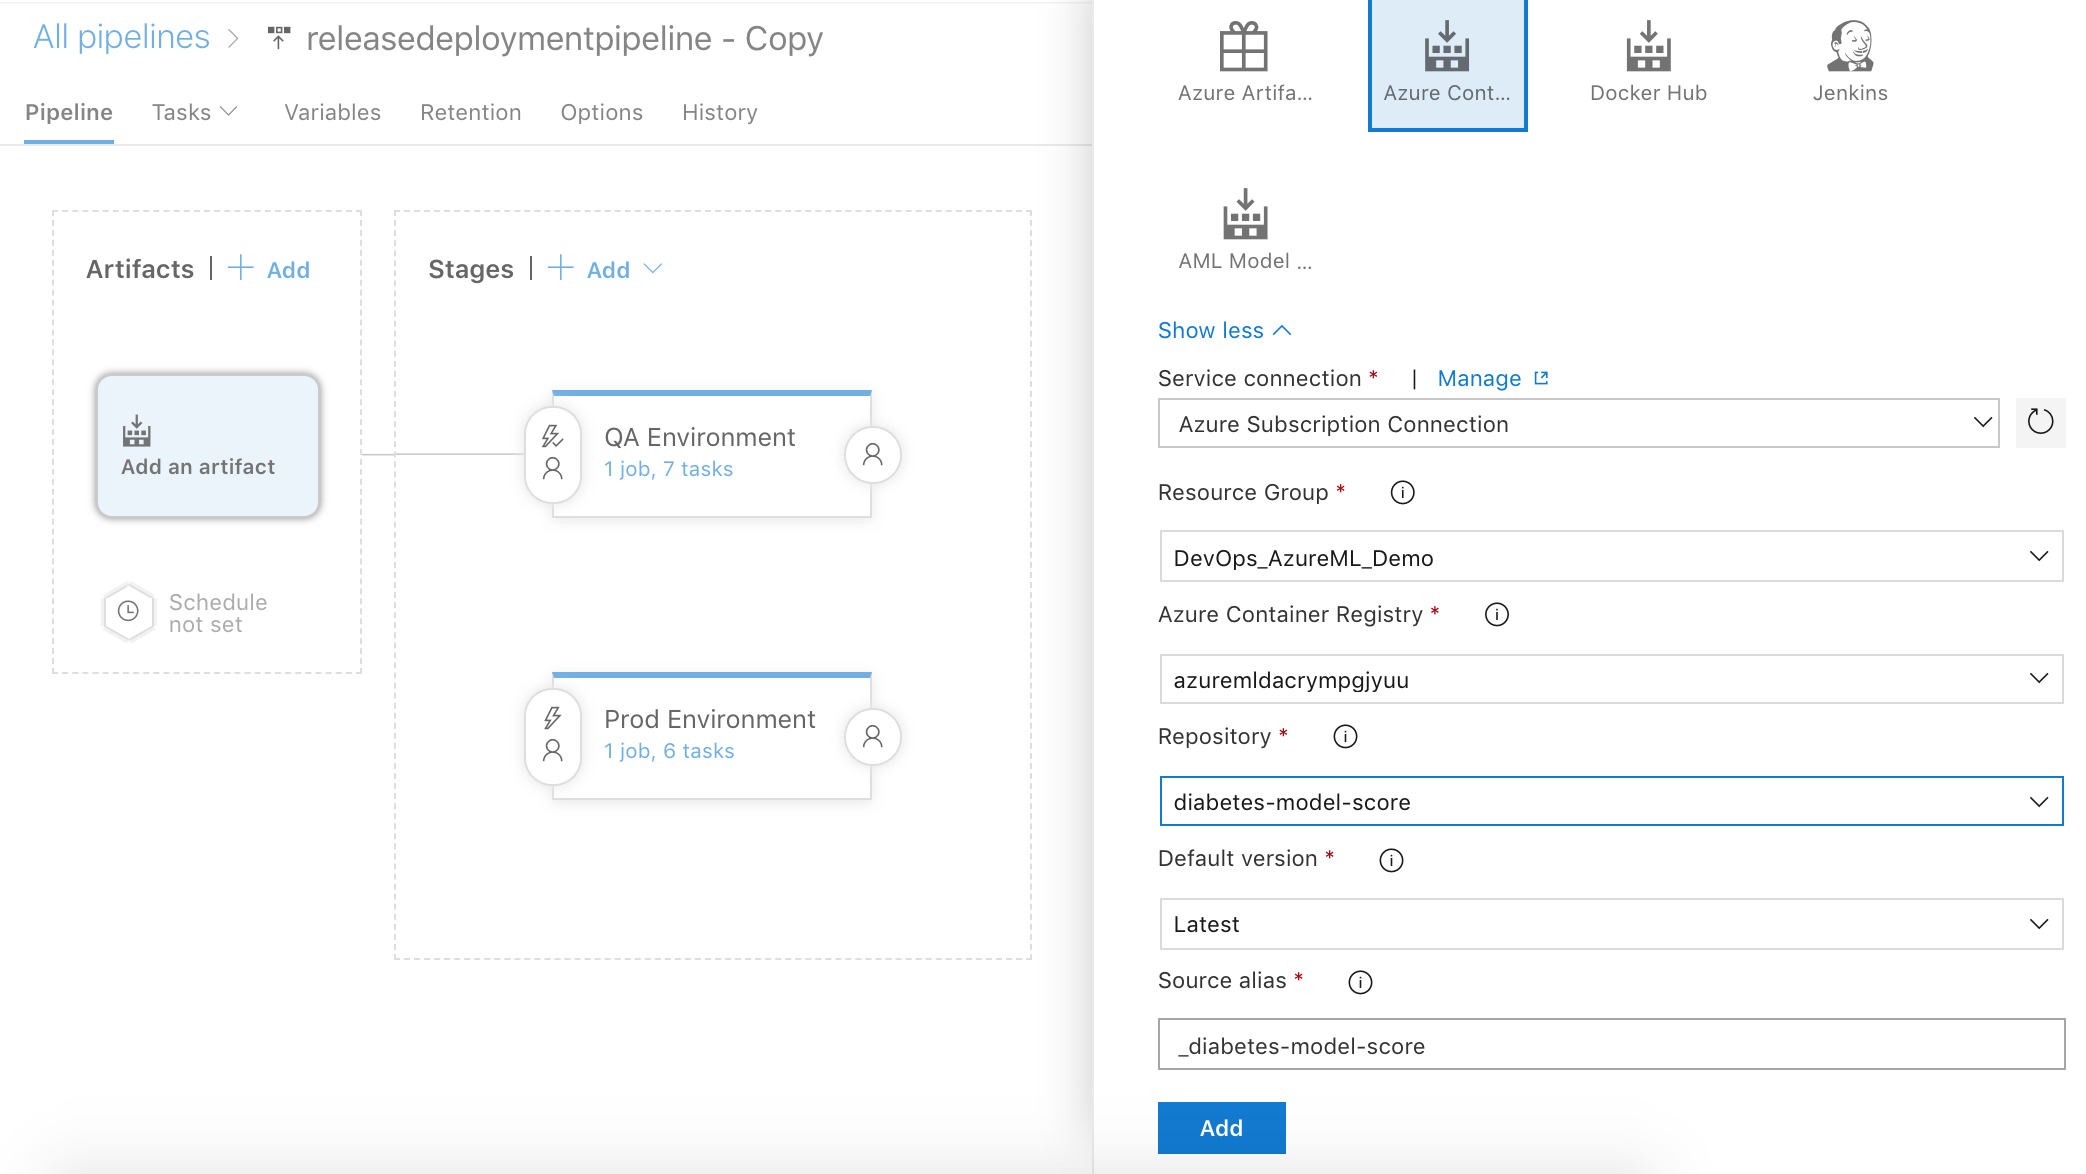 All pipelines > releasedeploymentpipeline - Copy
Pipeline Tasks Variables Retention Options History
Artifacts | + Add
Stages | + Add
Add an artifact
Schedule
not set
QA Environment
1 job, 7 tasks
Prod Environment
1 job, 6 tasks
Azure Artifa...
Azure Cont...
Docker Hub
Jenkins
AML Model ...
Show less
Service connection * | Manage
Azure Subscription Connection
Resource Group *
DevOps_AzureML_Demo
Azure Container Registry *
azuremldacrympgjyuu
Repository *
diabetes-model-score
Default version *
Latest
Source alias *
_diabetes-model-score
Add